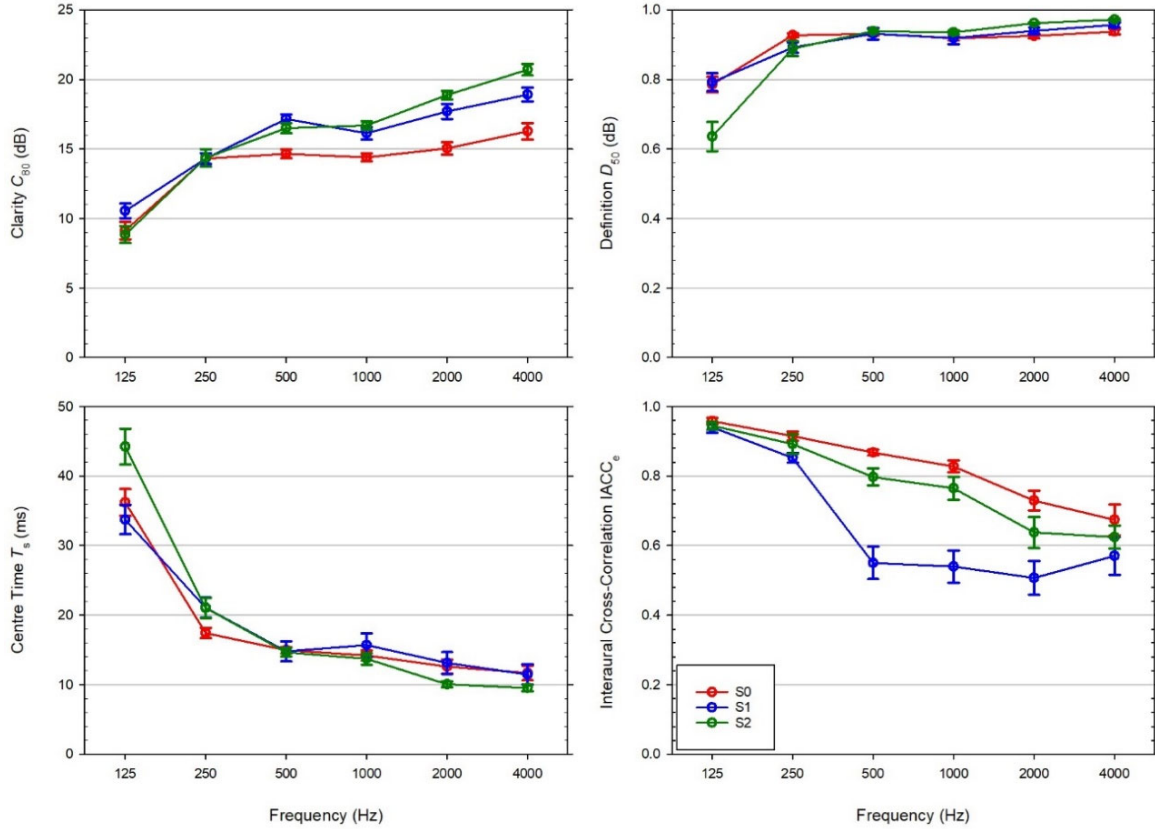 Clarity C80 (dB)
25
20
15
10
5
0
125 250 500 1000 2000 4000
Definition D50 (dB)
1.0
0.8
0.6
0.4
0.2
0.0
125 250 500 1000 2000 4000
Centre Time Ts (ms)
50
40
30
20
10
0
125 250 500 1000 2000 4000
Frequency (Hz)
Interaural Cross-Correlation IACCe
1.0
0.8
0.6
0.4
0.2
0.0
S0
S1
S2
125 250 500 1000 2000 4000
Frequency (Hz)